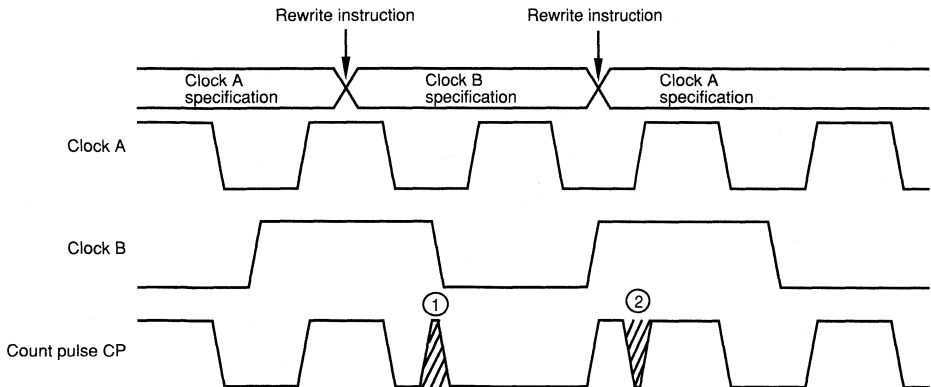 Rewrite instruction
Rewrite instruction
Clock A
specification
Clock B
specification
Clock A
specification
Clock A
Clock B
1
2
Count pulse CP